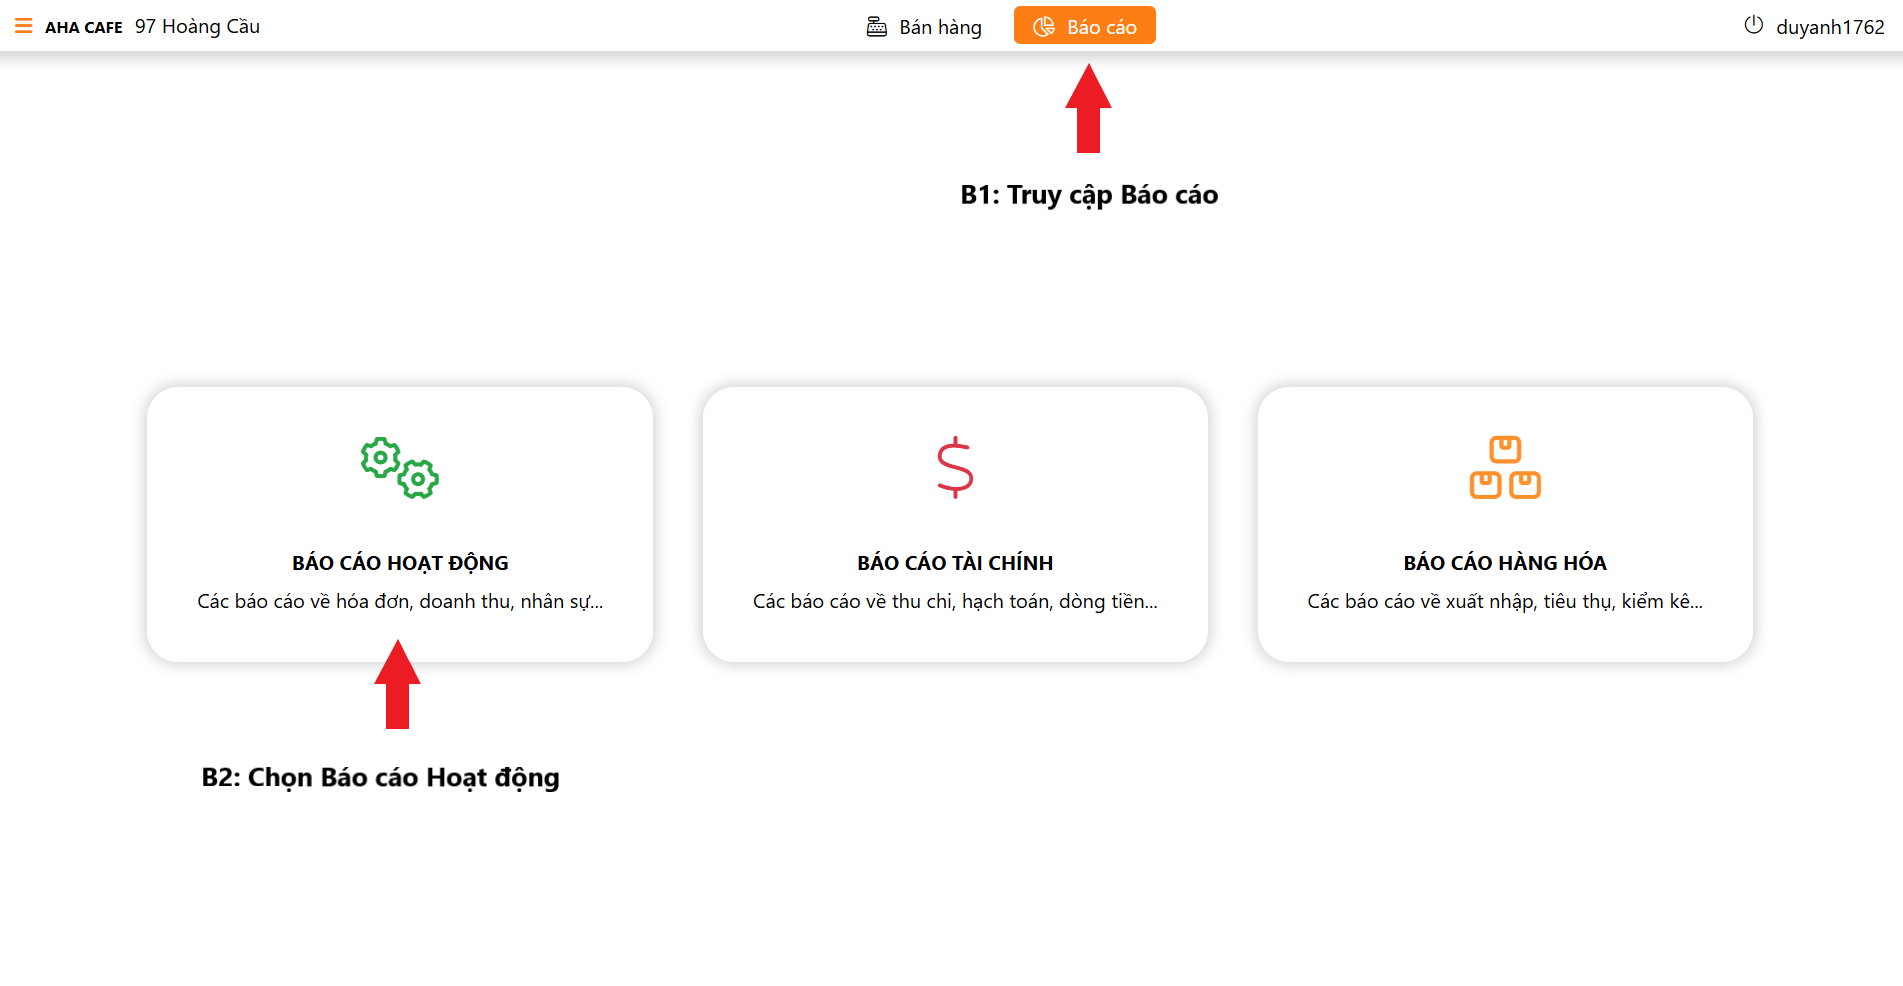 AHA CAFE 97 Hoàng Cầu
Bán hàng
Báo cáo
duyanh1762
B1: Truy cập Báo cáo
BÁO CÁO HOẠT ĐỘNG
Các báo cáo về hóa đơn, doanh thu, nhân sự...
BÁO CÁO TÀI CHÍNH
Các báo cáo về thu chi, hạch toán, dòng tiền...
BÁO CÁO HÀNG HÓA
Các báo cáo về xuất nhập, tiêu thụ, kiểm kê...
B2: Chọn Báo cáo Hoạt động